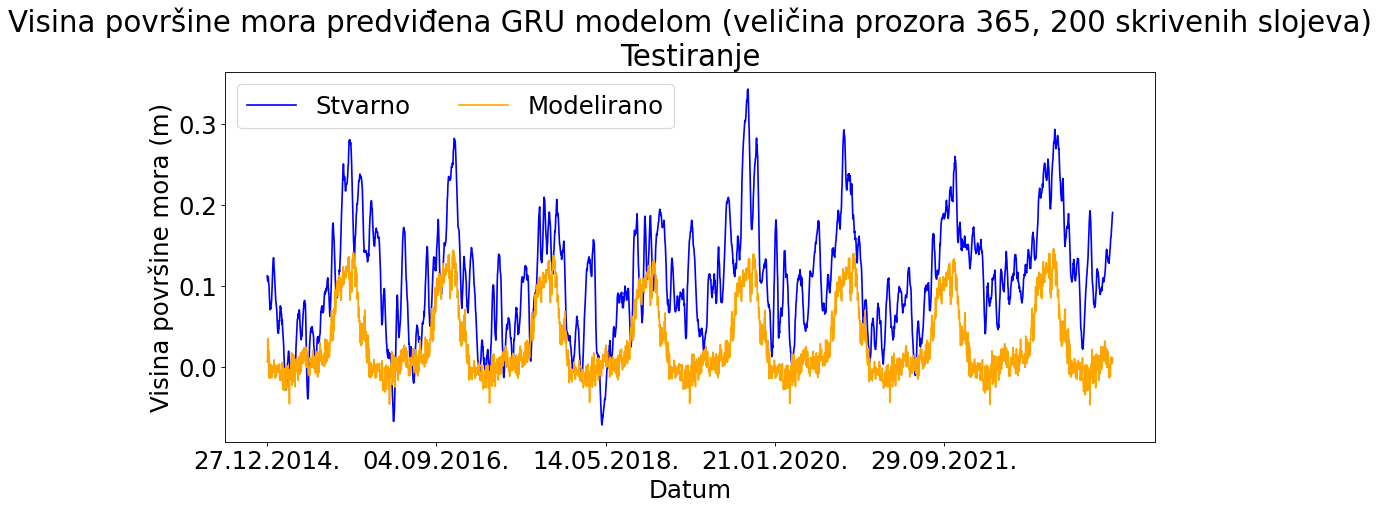 Visina površine mora predviđena GRU modelom (veličina prozora 365, 200 skrivenih slojeva)
Testiranje
Stvarno Modelirano
Visina površine mora (m)
0.3
0.2
0.1
0.0
27.12.2014. 04.09.2016. 14.05.2018. 21.01.2020. 29.09.2021.
Datum